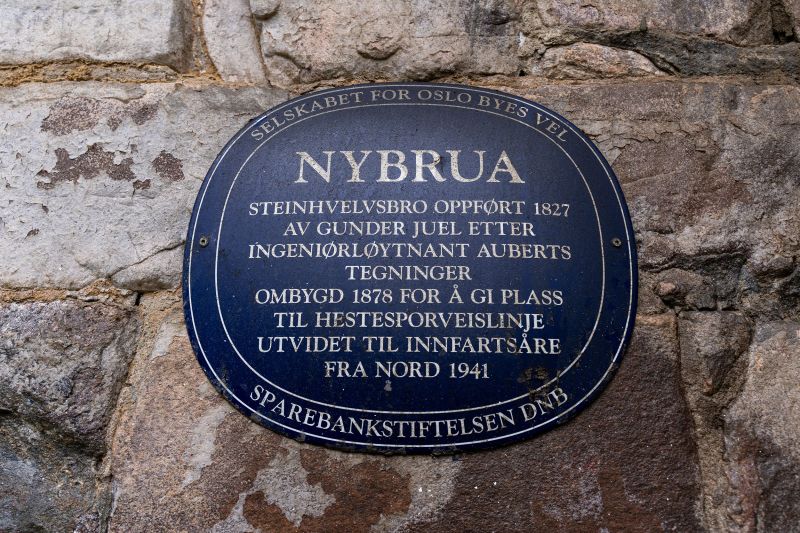 SELSKABET FOR OSLO BYES VEL
NYBRUA
STEINHVELVSBRO OPPFØRT 1827
AV GUNDER JUEL ETTER
INGENIØRLØYTNANT AUBERTS
TEGNINGER
OMBYGD 1878 FOR Å GI PLASS
TIL HESTESPORVEISLINJE
UTVIDET TIL INNFARTSÅRE
FRA NORD 1941
SPAREBANKSTIFTELSEN DNB